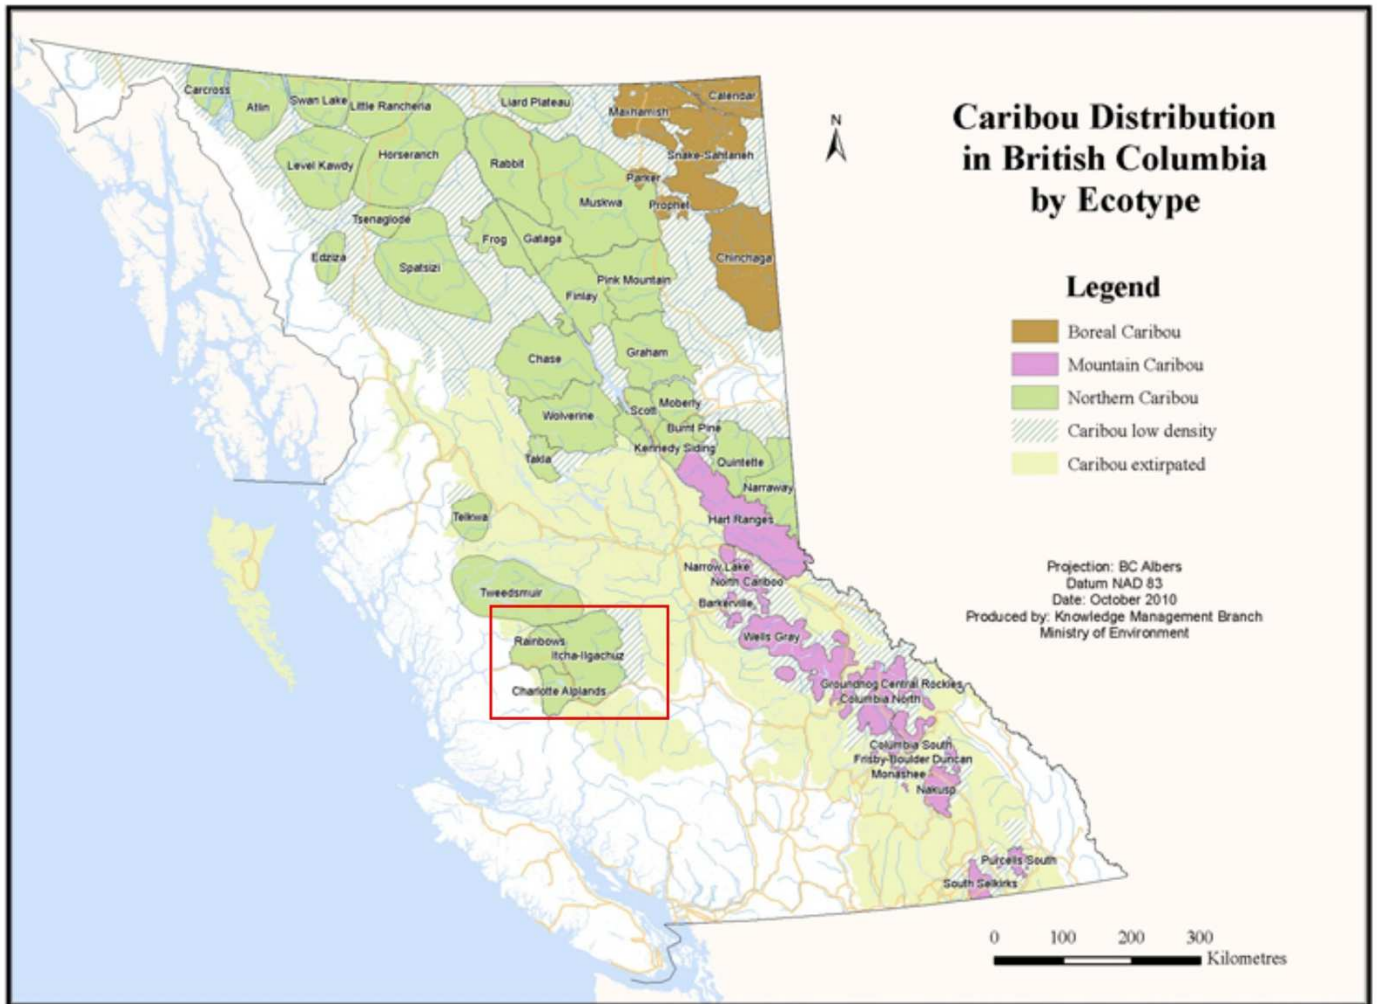 Caribou Distribution
in British Columbia
by Ecotype
N
Legend
Boreal Caribou
Mountain Caribou
Northern Caribou
Caribou low density
Caribou extirpated
Projection: BC Albers
Datum NAD 83
Date: October 2010
Produced by: Knowledge Management Branch
Ministry of Environment
0 100 200 300
Kilometres
Carcross
Atlin
Swan Lake
Little Rancheria
Liard Plateau
Maxhamish
Calendar
Level Kawdy
Horseranch
Rabbit
Snake-Sahtaneh
Parker
Muskwa
Prophet
Tsenaglode
Edziza
Spatsizi
Frog
Gataga
Chinchaga
Pink Mountain
Finlay
Chase
Graham
Wolverine
Scott
Moberly
Burnt Pine
Kennedy Siding
Takla
Quintette
Narraway
Telkwa
Hart Ranges
Narrow Lake
North Cariboo
Tweedsmuir
Barkerville
Rainbows
Itcha-Ilgachuz
Wells Gray
Charlotte Alplands
Groundhog Central Rockies
Columbia North
Columbia South
Frisby-Boulder Duncan
Monashee
Nakusp
Purcells South
South Selkirks